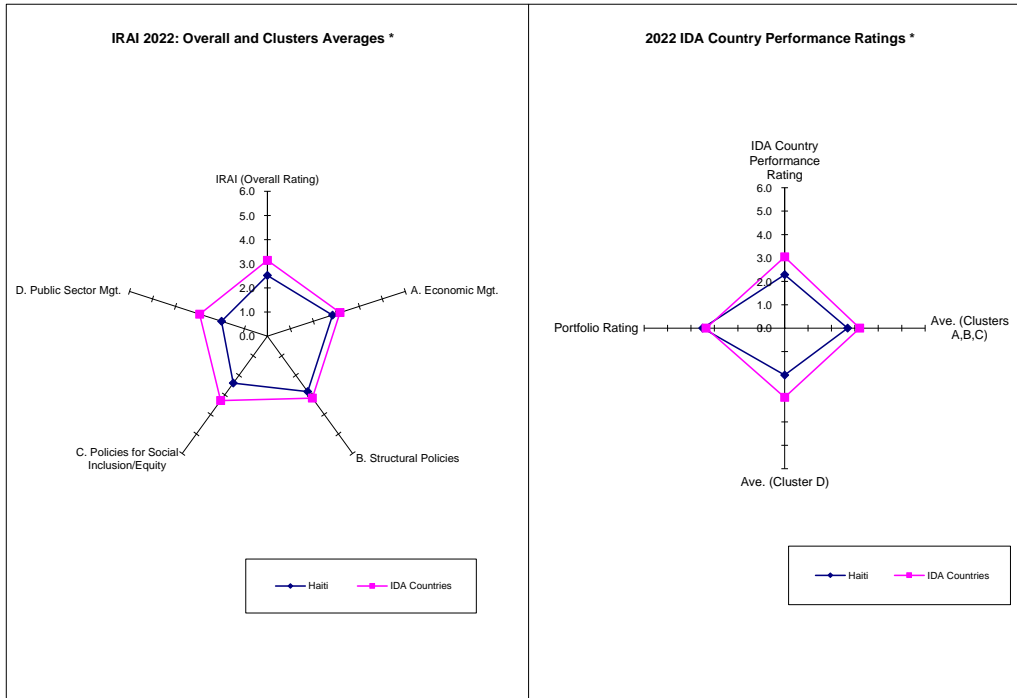 IRAI 2022: Overall and Clusters Averages *
IRAI (Overall Rating)
6.0
5.0
4.0
3.0
2.0
1.0
0.0
A. Economic Mgt.
B. Structural Policies
C. Policies for Social
Inclusion/Equity
D. Public Sector Mgt.
Haiti
IDA Countries
2022 IDA Country Performance Ratings *
IDA Country
Performance
Rating
6.0
5.0
4.0
3.0
2.0
1.0
0.0
Ave. (Clusters
A,B,C)
Ave. (Cluster D)
Portfolio Rating
Haiti
IDA Countries